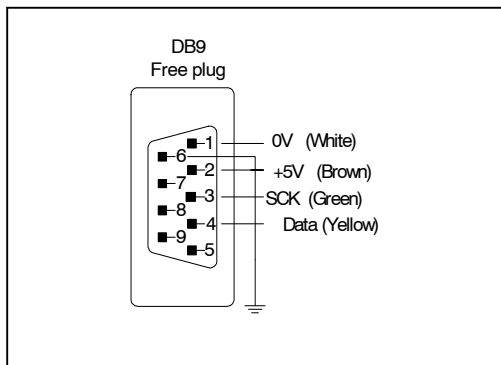 DB9
Free plug
1 0V (White)
6
2 +5V (Brown)
7
3 SCK (Green)
8
4 Data (Yellow)
9
5